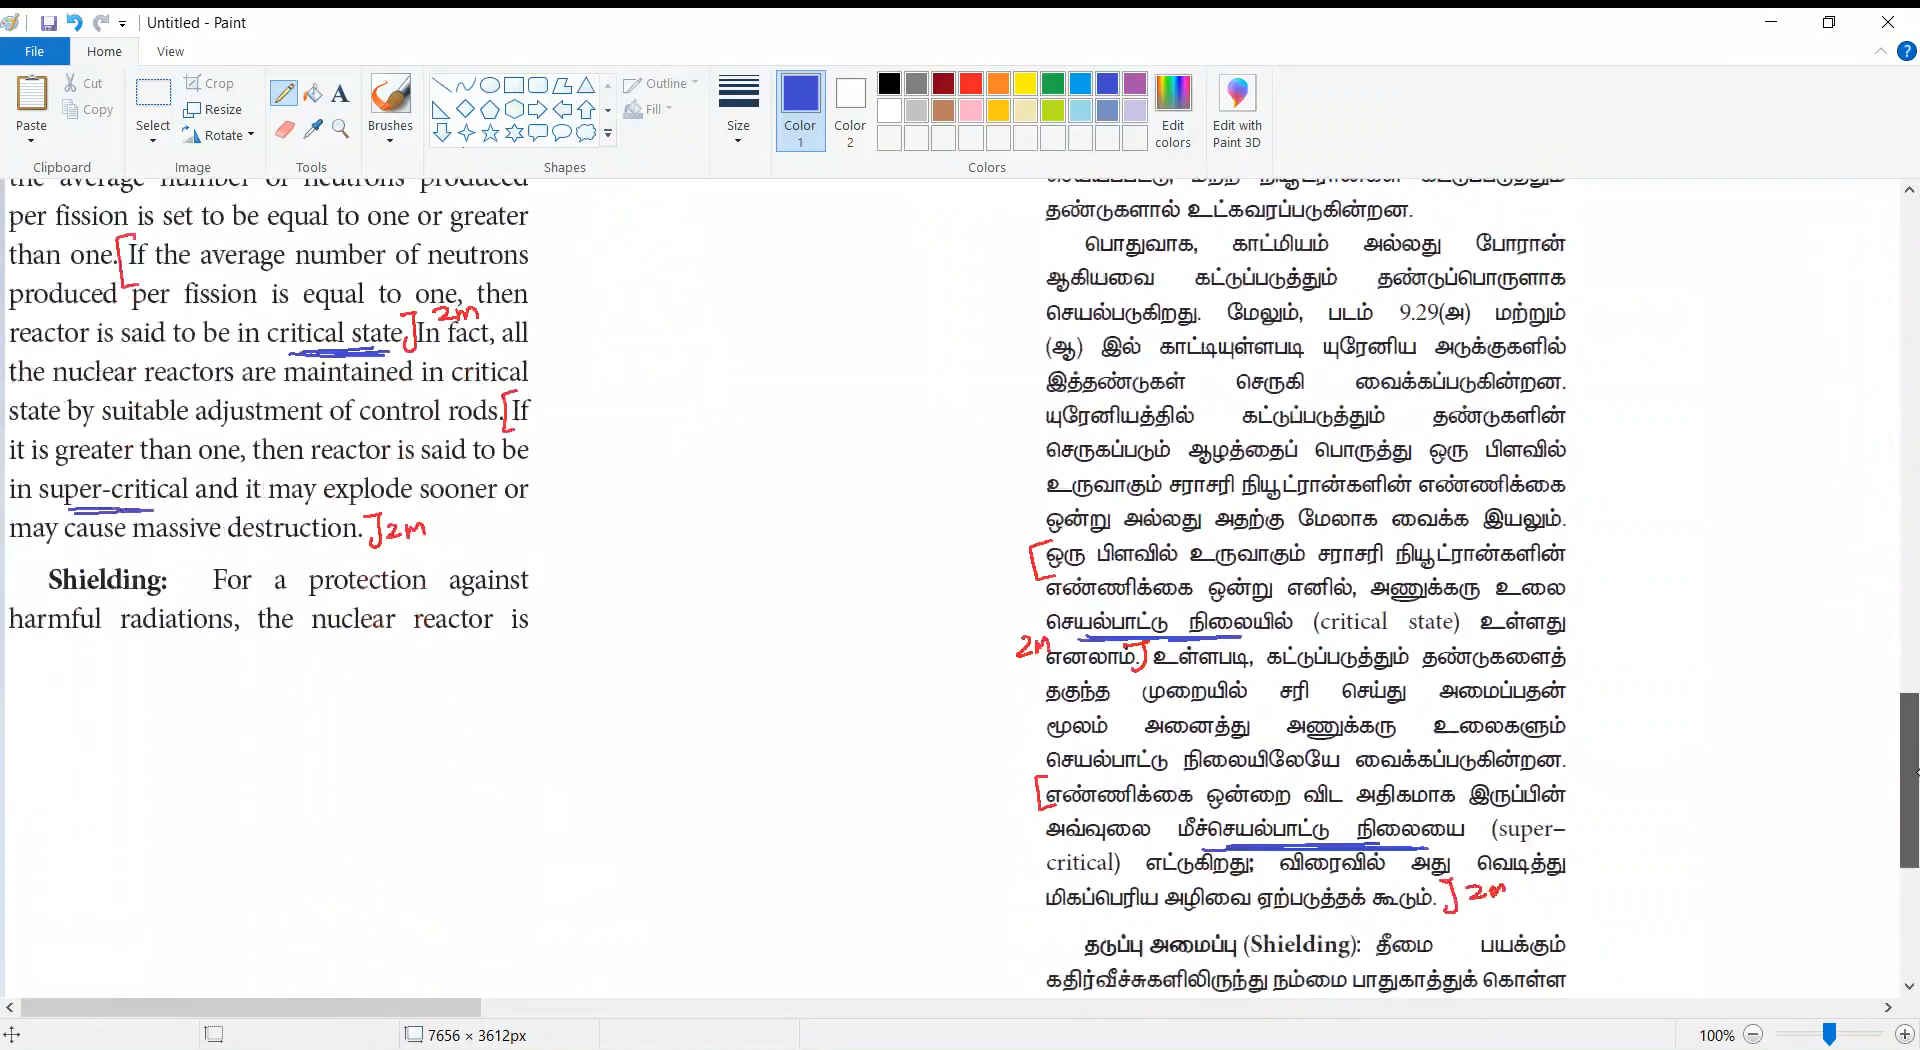 Untitled - Paint
File
Home
View
Paste
Cut
Copy
Clipboard
Select
Crop
Resize
Rotate
Image
Tools
Brushes
Shapes
Outline
Fill
Size
Color 1
Color 2
Colors
Edit colors
Edit with Paint 3D
the average number of neutrons produced
per fission is set to be equal to one or greater
than one. [If the average number of neutrons
produced per fission is equal to one, then
reactor is said to be in critical state.] 2m In fact, all
the nuclear reactors are maintained in critical
state by suitable adjustment of control rods. [If
it is greater than one, then reactor is said to be
in super-critical and it may explode sooner or
may cause massive destruction.] 2m
Shielding: For a protection against
harmful radiations, the nuclear reactor is
செய்யப்பட்டு, மற்ற நியூட்ரான்கள் கட்டுப்படுத்தும்
தண்டுகளால் உட்கவரப்படுகின்றன.
பொதுவாக, காட்மியம் அல்லது போரான்
ஆகியவை கட்டுப்படுத்தும் தண்டுப்பொருளாக
செயல்படுகிறது. மேலும், படம் 9.29(அ) மற்றும்
(ஆ) இல் காட்டியுள்ளபடி யுரேனிய அடுக்குகளில்
இத்தண்டுகள் செருகி வைக்கப்படுகின்றன.
யுரேனியத்தில் கட்டுப்படுத்தும் தண்டுகளின்
செருகப்படும் ஆழத்தைப் பொருத்து ஒரு பிளவில்
உருவாகும் சராசரி நியூட்ரான்களின் எண்ணிக்கை
ஒன்று அல்லது அதற்கு மேலாக வைக்க இயலும்.
[ஒரு பிளவில் உருவாகும் சராசரி நியூட்ரான்களின்
எண்ணிக்கை ஒன்று எனில், அணுக்கரு உலை
செயல்பாட்டு நிலையில் (critical state) உள்ளது
2m எனலாம்.] உள்ளபடி, கட்டுப்படுத்தும் தண்டுகளைத்
தகுந்த முறையில் சரி செய்து அமைப்பதன்
மூலம் அனைத்து அணுக்கரு உலைகளும்
செயல்பாட்டு நிலையிலேயே வைக்கப்படுகின்றன.
[எண்ணிக்கை ஒன்றை விட அதிகமாக இருப்பின்
அவ்வுலை மீச்செயல்பாட்டு நிலையை (super–
critical) எட்டுகிறது; விரைவில் அது வெடித்து
மிகப்பெரிய அழிவை ஏற்படுத்தக் கூடும்.] 2m
தடுப்பு அமைப்பு (Shielding): தீமை பயக்கும்
கதிர்வீச்சுகளிலிருந்து நம்மை பாதுகாத்துக் கொள்ள
7656 × 3612px
100%